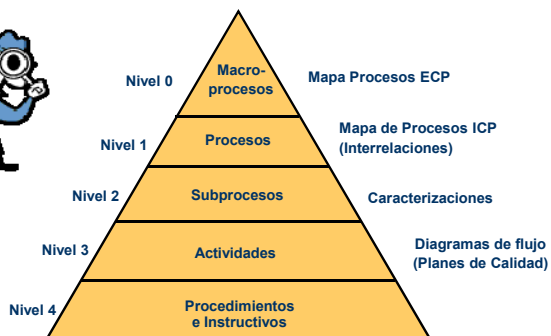 Nivel 0
Macro-
procesos
Mapa Procesos ECP
Nivel 1
Procesos
Mapa de Procesos ICP
(Interrelaciones)
Nivel 2
Subprocesos
Caracterizaciones
Nivel 3
Actividades
Diagramas de flujo
(Planes de Calidad)
Nivel 4
Procedimientos
e Instructivos